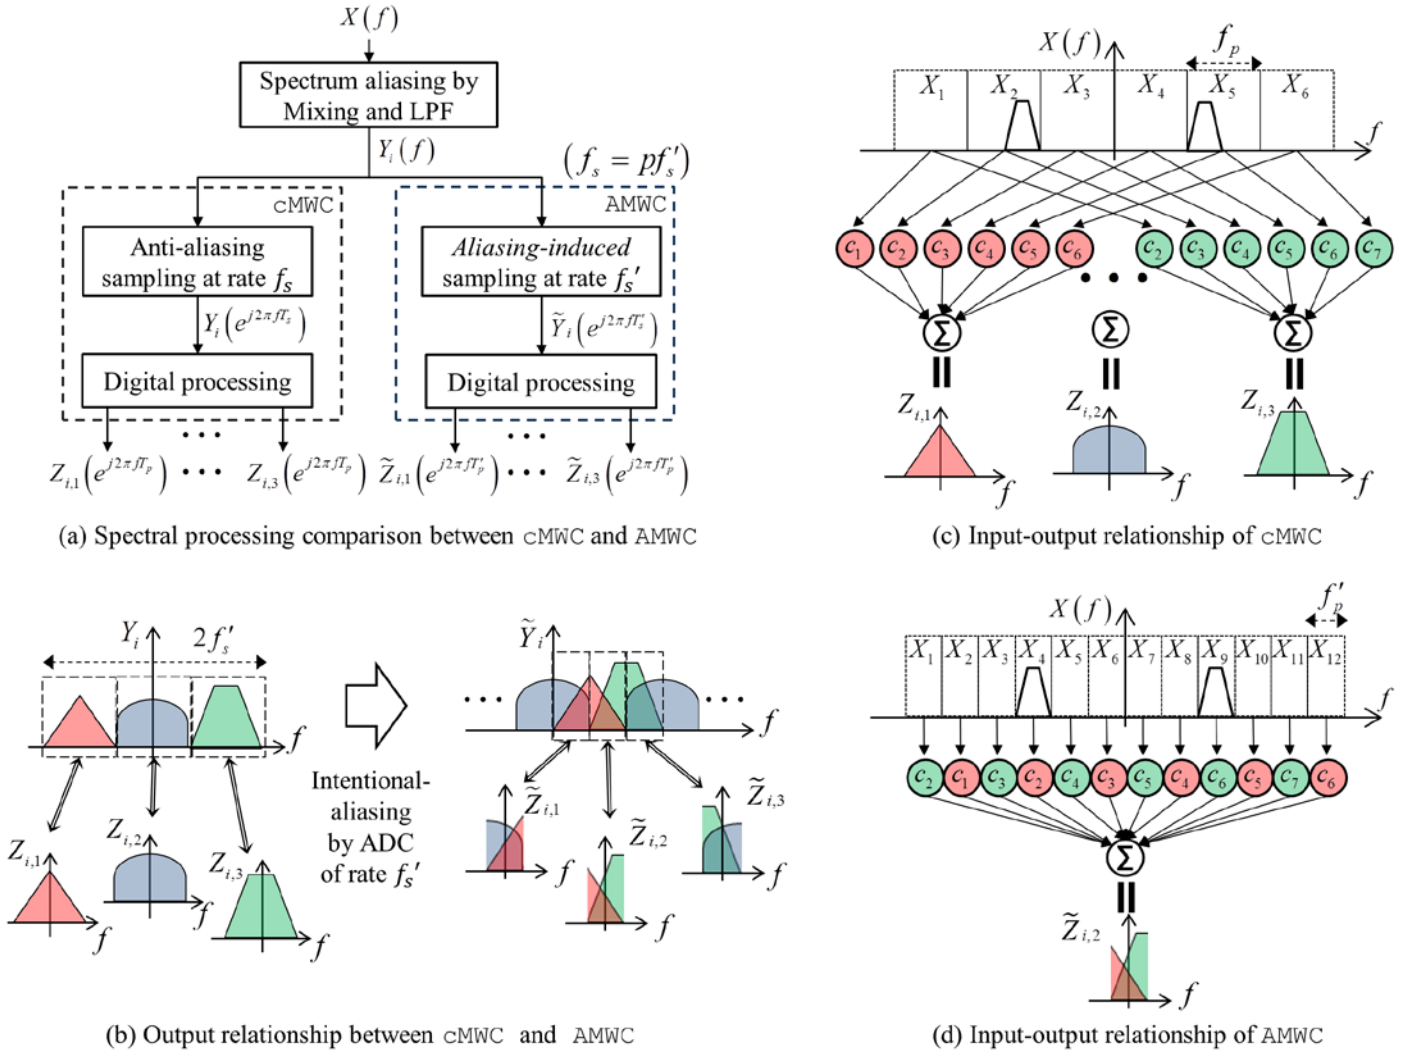 X(f)
Spectrum aliasing by
Mixing and LPF
Y_i(f)
(f_s = pf_s′)
cMWC
Anti-aliasing
sampling at rate f_s
Y_i(e^{j2πfT_s})
Digital processing
• • •
Z_{i,1}(e^{j2πfT_p}) • • • Z_{i,3}(e^{j2πfT_p})
AMWC
Aliasing-induced
sampling at rate f_s′
Ỹ_i(e^{j2πfT_s′})
Digital processing
• • •
Z̃_{i,1}(e^{j2πfT_p′}) • • • Z̃_{i,3}(e^{j2πfT_p′})
(a) Spectral processing comparison between cMWC and AMWC
Y_i
2f_s′
f
Z_{i,1}
f
Z_{i,2}
f
Z_{i,3}
f
Intentional-
aliasing
by ADC
of rate f_s′
Ỹ_i
• • •
• • •
f
Z̃_{i,1}
f
Z̃_{i,2}
f
Z̃_{i,3}
f
(b) Output relationship between cMWC and AMWC
X(f)
f_p
X_1 X_2 X_3 X_4 X_5 X_6
f
c_1 c_2 c_3 c_4 c_5 c_6 • • • c_2 c_3 c_4 c_5 c_6 c_7
Σ Σ Σ
Z_{i,1} Z_{i,2} Z_{i,3}
f f f
(c) Input-output relationship of cMWC
X(f)
f_p′
X_1 X_2 X_3 X_4 X_5 X_6 X_7 X_8 X_9 X_10 X_11 X_12
f
c_2 c_1 c_3 c_2 c_4 c_3 c_5 c_4 c_6 c_5 c_7 c_6
Σ
Z̃_{i,2}
f
(d) Input-output relationship of AMWC